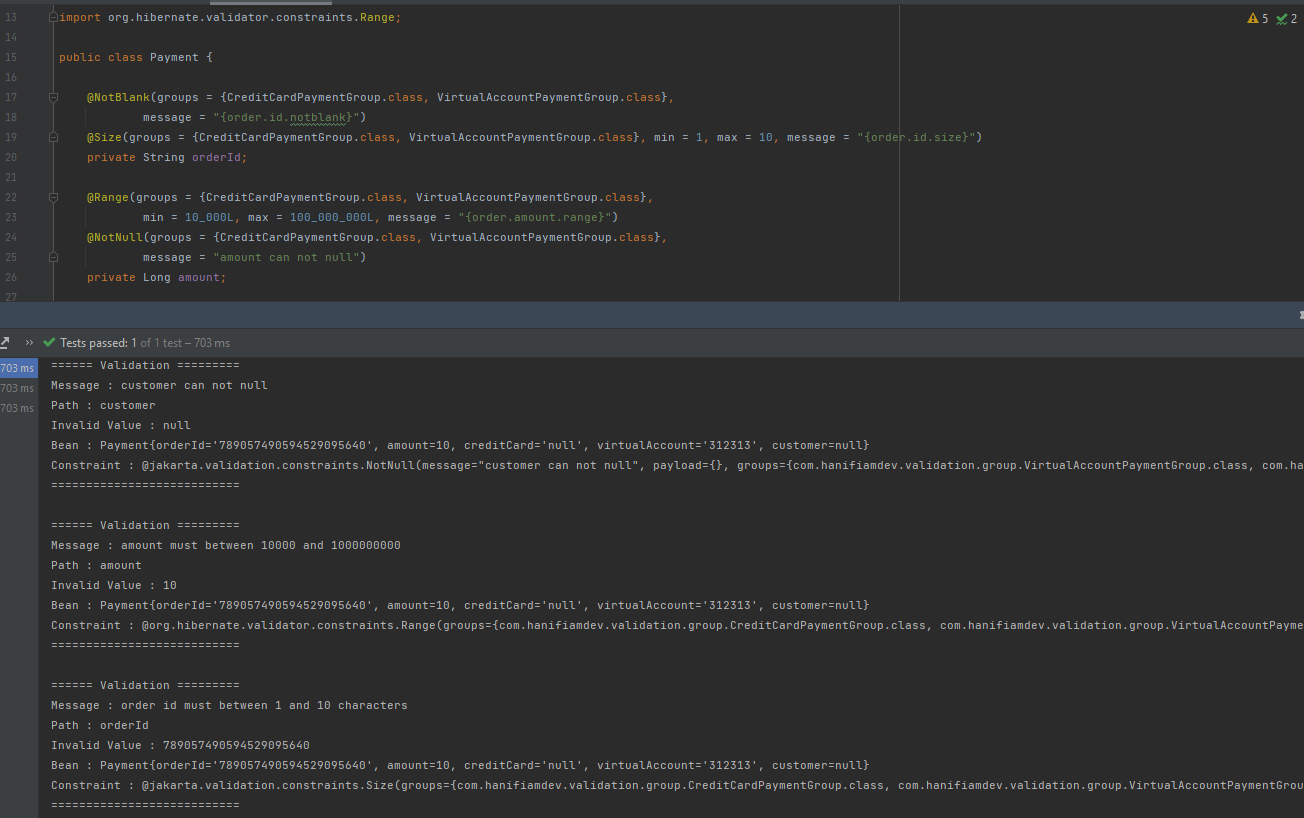 13 import org.hibernate.validator.constraints.Range;
5 2
14
15 public class Payment {
16
17 @NotBlank(groups = {CreditCardPaymentGroup.class, VirtualAccountPaymentGroup.class},
18 message = "{order.id.notblank}")
19 @Size(groups = {CreditCardPaymentGroup.class, VirtualAccountPaymentGroup.class}, min = 1, max = 10, message = "{order.id.size}")
20 private String orderId;
21
22 @Range(groups = {CreditCardPaymentGroup.class, VirtualAccountPaymentGroup.class},
23 min = 10_000L, max = 100_000_000L, message = "{order.amount.range}")
24 @NotNull(groups = {CreditCardPaymentGroup.class, VirtualAccountPaymentGroup.class},
25 message = "amount can not null")
26 private Long amount;
27
» Tests passed: 1 of 1 test – 703 ms
703 ms
703 ms
703 ms
====== Validation =========
Message : customer can not null
Path : customer
Invalid Value : null
Bean : Payment{orderId='789057490594529095640', amount=10, creditCard='null', virtualAccount='312313', customer=null}
Constraint : @jakarta.validation.constraints.NotNull(message="customer can not null", payload={}, groups={com.hanifiamdev.validation.group.VirtualAccountPaymentGroup.class, com.ha
===========================
====== Validation =========
Message : amount must between 10000 and 1000000000
Path : amount
Invalid Value : 10
Bean : Payment{orderId='789057490594529095640', amount=10, creditCard='null', virtualAccount='312313', customer=null}
Constraint : @org.hibernate.validator.constraints.Range(groups={com.hanifiamdev.validation.group.CreditCardPaymentGroup.class, com.hanifiamdev.validation.group.VirtualAccountPayme
===========================
====== Validation =========
Message : order id must between 1 and 10 characters
Path : orderId
Invalid Value : 789057490594529095640
Bean : Payment{orderId='789057490594529095640', amount=10, creditCard='null', virtualAccount='312313', customer=null}
Constraint : @jakarta.validation.constraints.Size(groups={com.hanifiamdev.validation.group.CreditCardPaymentGroup.class, com.hanifiamdev.validation.group.VirtualAccountPaymentGrou
===========================